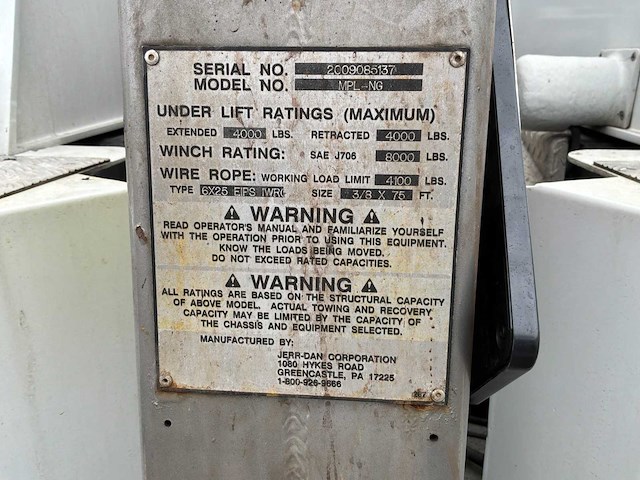 SERIAL NO. 2009085137
MODEL NO. MPL-NG
UNDER LIFT RATINGS (MAXIMUM)
EXTENDED 4000 LBS. RETRACTED 4000 LBS.
WINCH RATING: SAE J706 8000 LBS.
WIRE ROPE: WORKING LOAD LIMIT 4100 LBS.
TYPE 6X25 EIPS IWRC SIZE 3/8 X 75 FT.
⚠ WARNING ⚠
READ OPERATOR'S MANUAL AND FAMILIARIZE YOURSELF
WITH THE OPERATION PRIOR TO USING THIS EQUIPMENT.
KNOW THE LOADS BEING MOVED.
DO NOT EXCEED RATED CAPACITIES.
⚠ WARNING ⚠
ALL RATINGS ARE BASED ON THE STRUCTURAL CAPACITY
OF ABOVE MODEL. ACTUAL TOWING AND RECOVERY
CAPACITY MAY BE LIMITED BY THE CAPACITY OF
THE CHASSIS AND EQUIPMENT SELECTED.
MANUFACTURED BY:
JERR-DAN CORPORATION
1080 HYKES ROAD
GREENCASTLE, PA 17225
1-800-926-9666